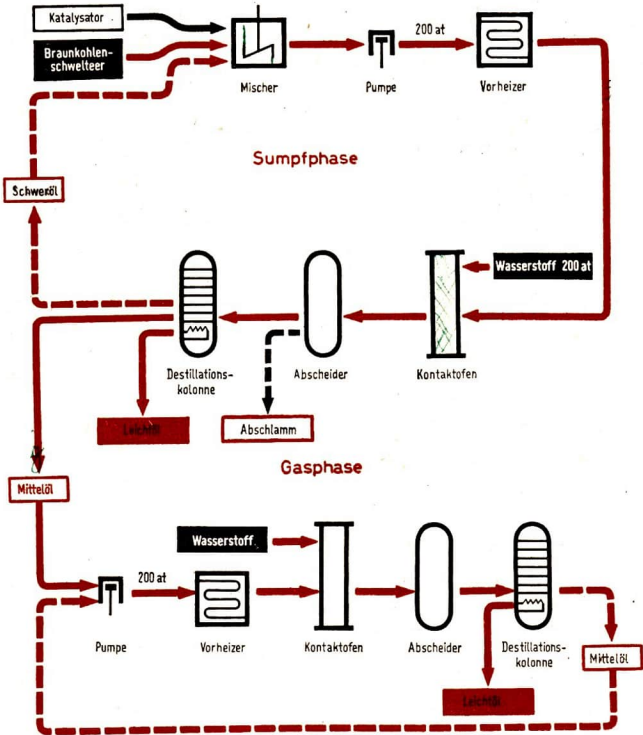 Katalysator
Braunkohlen-
schwelteer
200 at
Mischer
Pumpe
Vorheizer
Sumpfphase
Schweröl
Wasserstoff 200 at
Destillations-
kolonne
Abscheider
Kontaktofen
Leichtöl
Abschlamm
Gasphase
Mittelöl
Wasserstoff
200 at
Pumpe
Vorheizer
Kontaktofen
Abscheider
Destillations-
kolonne
Mittelöl
Leichtöl